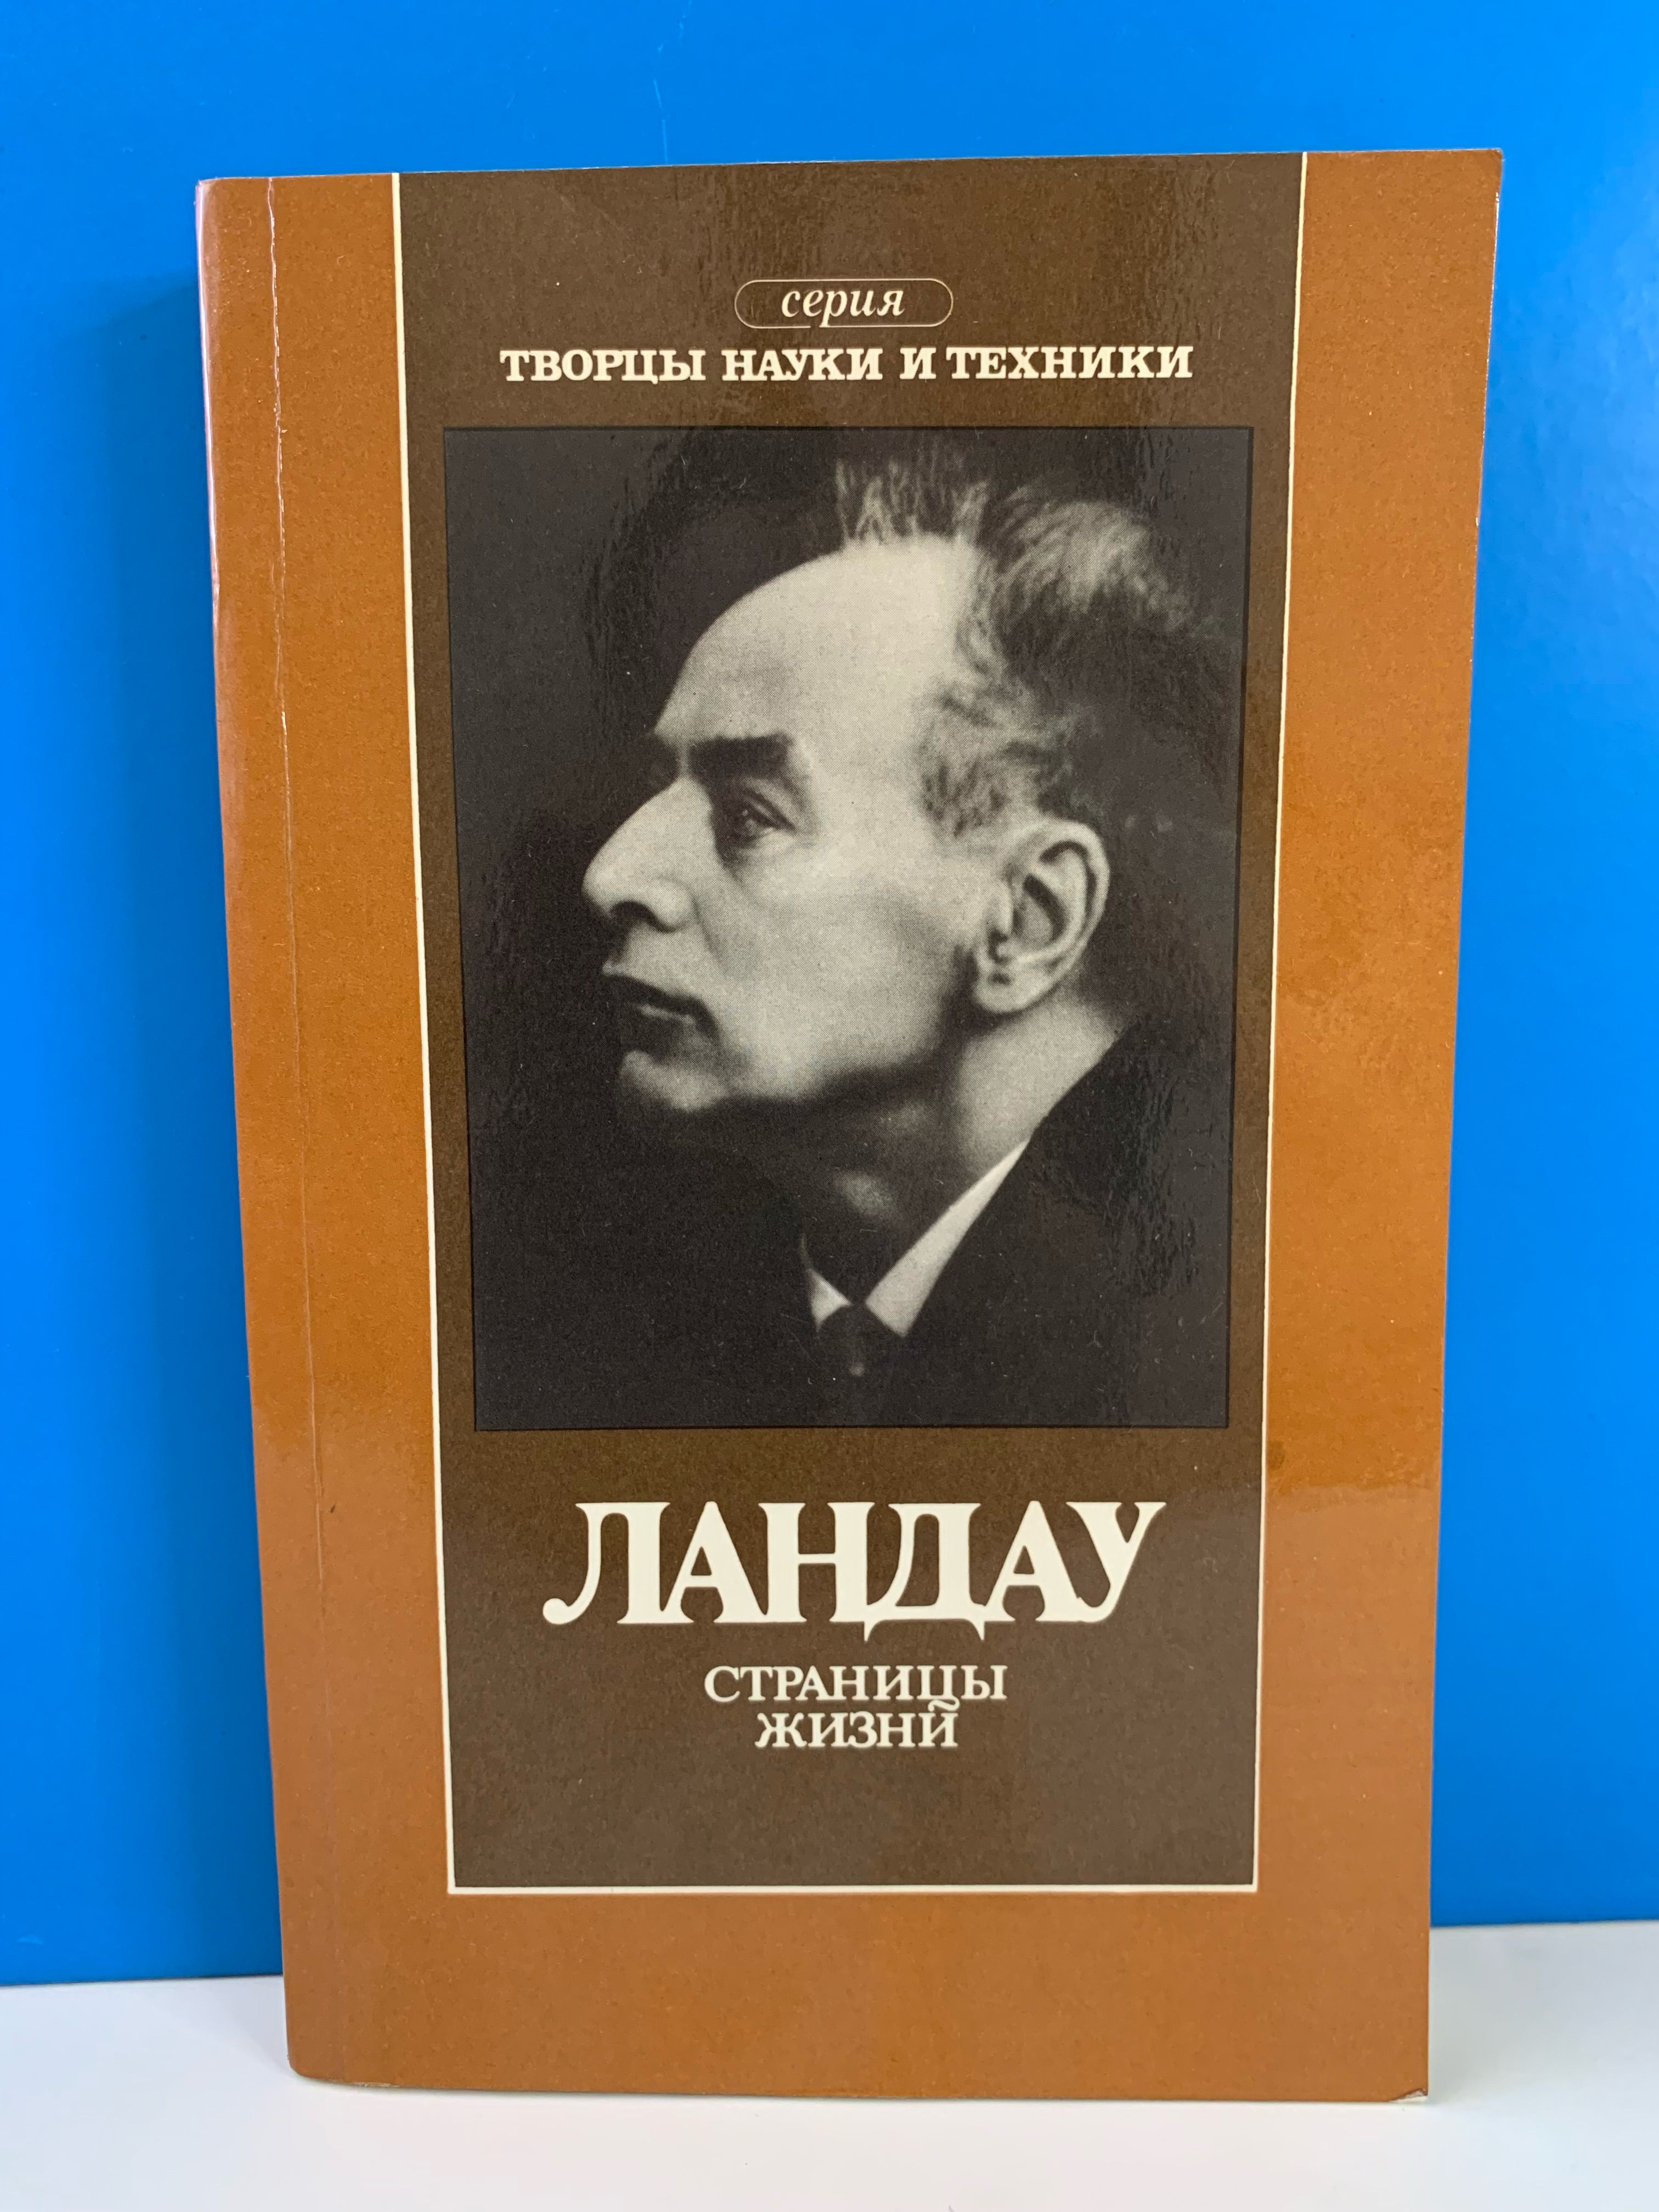 серия
ТВОРЦЫ НАУКИ И ТЕХНИКИ
ЛАНДАУ
СТРАНИЦЫ
ЖИЗНИ